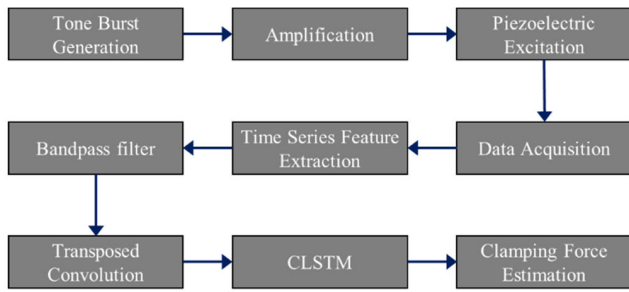 Tone Burst
Generation
Amplification
Piezoelectric
Excitation
Bandpass filter
Time Series Feature
Extraction
Data Acquisition
Transposed
Convolution
CLSTM
Clamping Force
Estimation